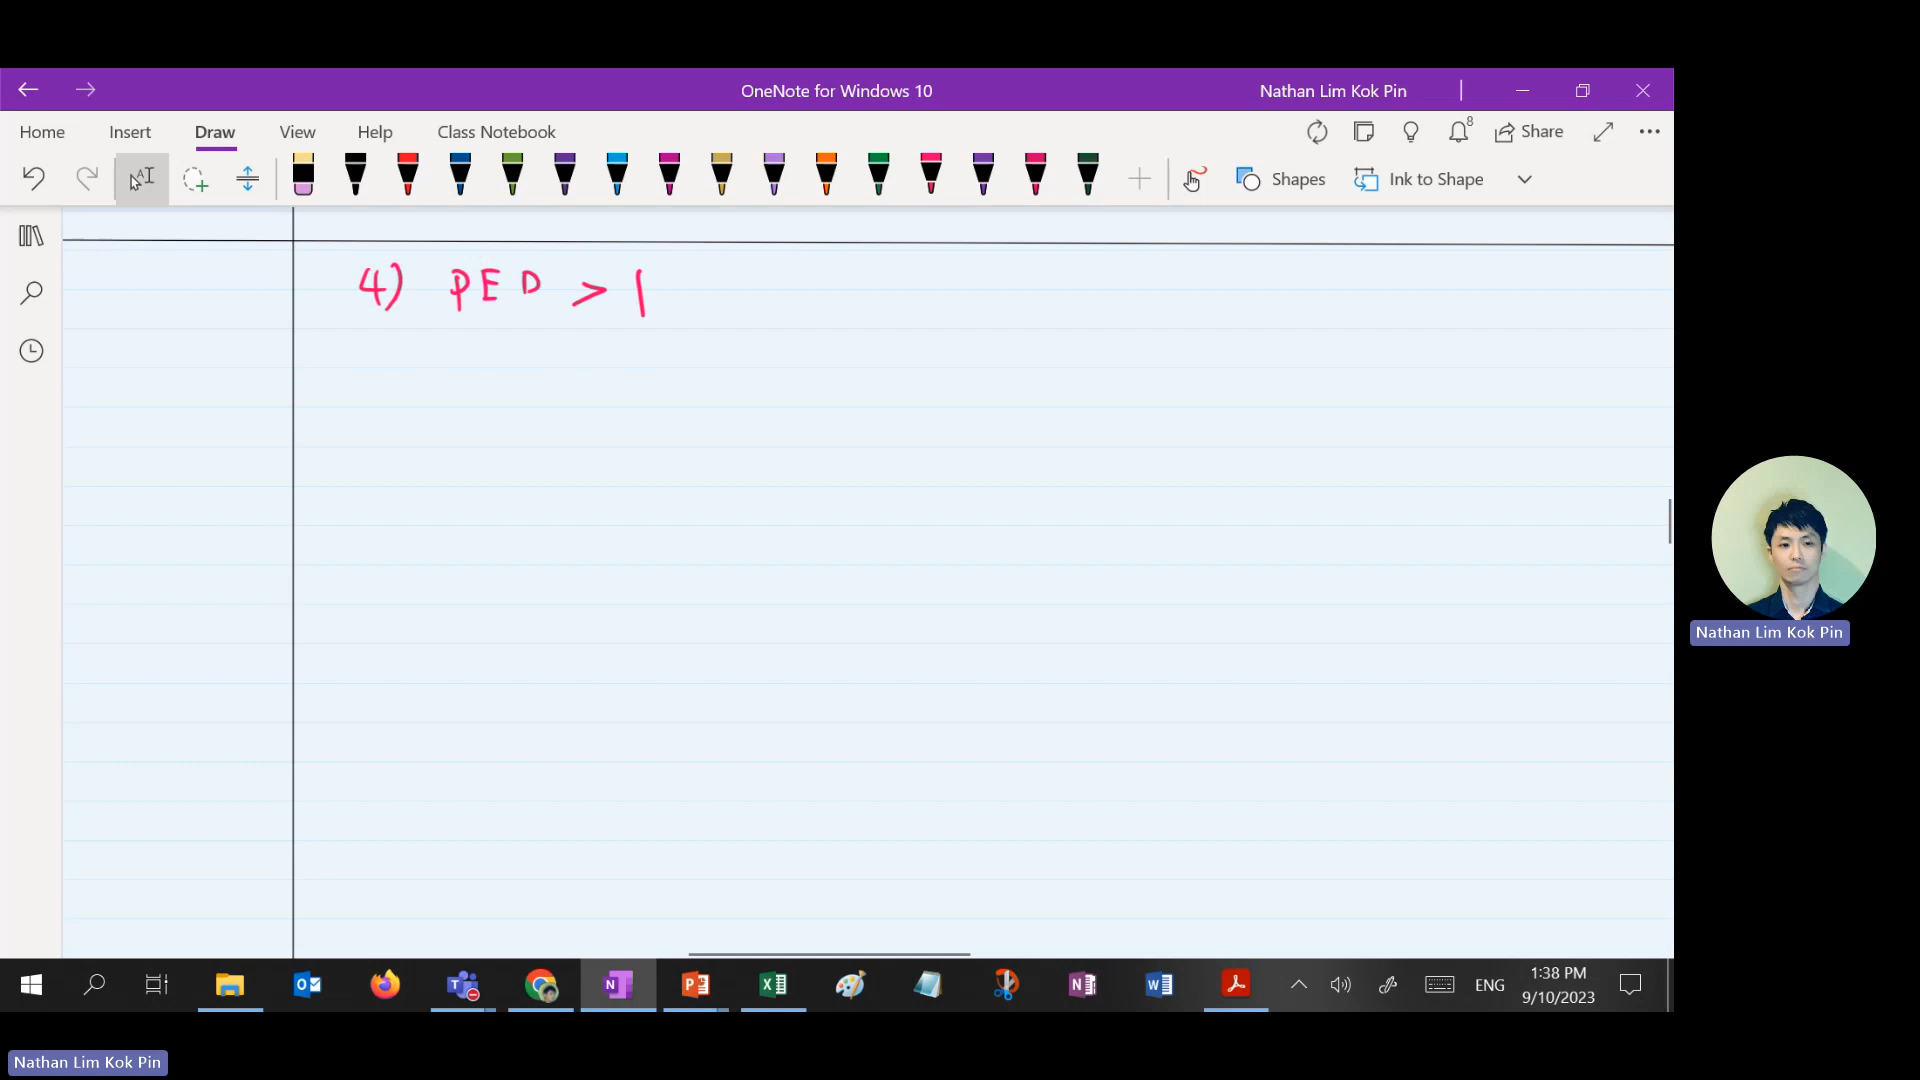 OneNote for Windows 10
Nathan Lim Kok Pin
Home Insert Draw View Help Class Notebook
8
Share
Shapes
Ink to Shape
4) PED > 1
Nathan Lim Kok Pin
ENG
1:38 PM
9/10/2023
Nathan Lim Kok Pin